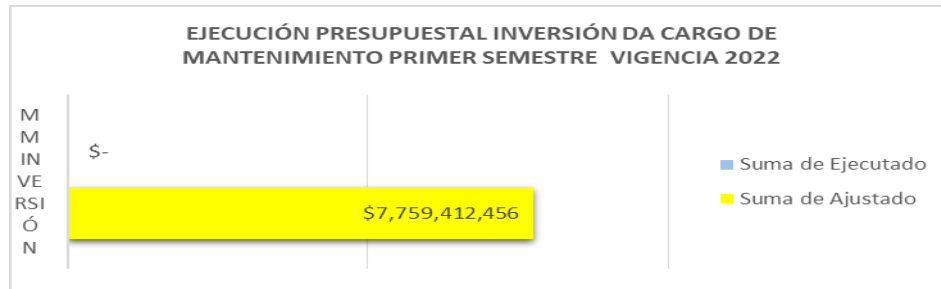 EJECUCIÓN PRESUPUESTAL INVERSIÓN DA CARGO DE
MANTENIMIENTO PRIMER SEMESTRE VIGENCIA 2022
M
M
IN
VE
RSI
Ó
N
$-
$7,759,412,456
Suma de Ejecutado
Suma de Ajustado